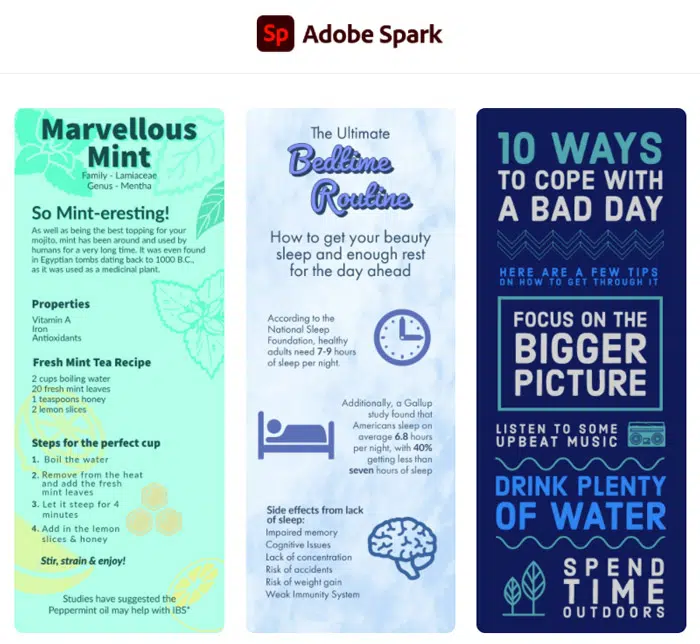 Sp Adobe Spark
Marvellous
Mint
Family - Lamiaceae
Genus - Mentha
So Mint-eresting!
As well as being the best topping for your
mojito, mint has been around and used by
humans for a very long time. It was even found
in Egyptian tombs dating back to 1000 B.C.,
as it was used as a medicinal plant.
Properties
Vitamin A
Iron
Antioxidants
Fresh Mint Tea Recipe
2 cups boiling water
20 fresh mint leaves
1 teaspoons honey
2 lemon slices
Steps for the perfect cup
1. Boil the water
2. Remove from the heat
and add the fresh
mint leaves
3. Let it steep for 4
minutes
4. Add in the lemon
slices & honey
Stir, strain & enjoy!
Studies have suggested the
Peppermint oil may help with IBS*
The Ultimate
Bedtime
Routine
How to get your beauty
sleep and enough rest
for the day ahead
According to the
National Sleep
Foundation, healthy
adults need 7-9 hours
of sleep per night.
Additionally, a Gallup
study found that
Americans sleep on
average 6.8 hours
per night, with 40%
getting less than
seven hours of sleep
Side effects from lack
of sleep:
Impaired memory
Cognitive Issues
Lack of concentration
Risk of accidents
Risk of weight gain
Weak Immunity System
10 WAYS
TO COPE WITH
A BAD DAY
HERE ARE A FEW TIPS
ON HOW TO GET THROUGH IT
FOCUS ON THE
BIGGER
PICTURE
LISTEN TO SOME
UPBEAT MUSIC
DRINK PLENTY
OF WATER
SPEND
TIME
OUTDOORS